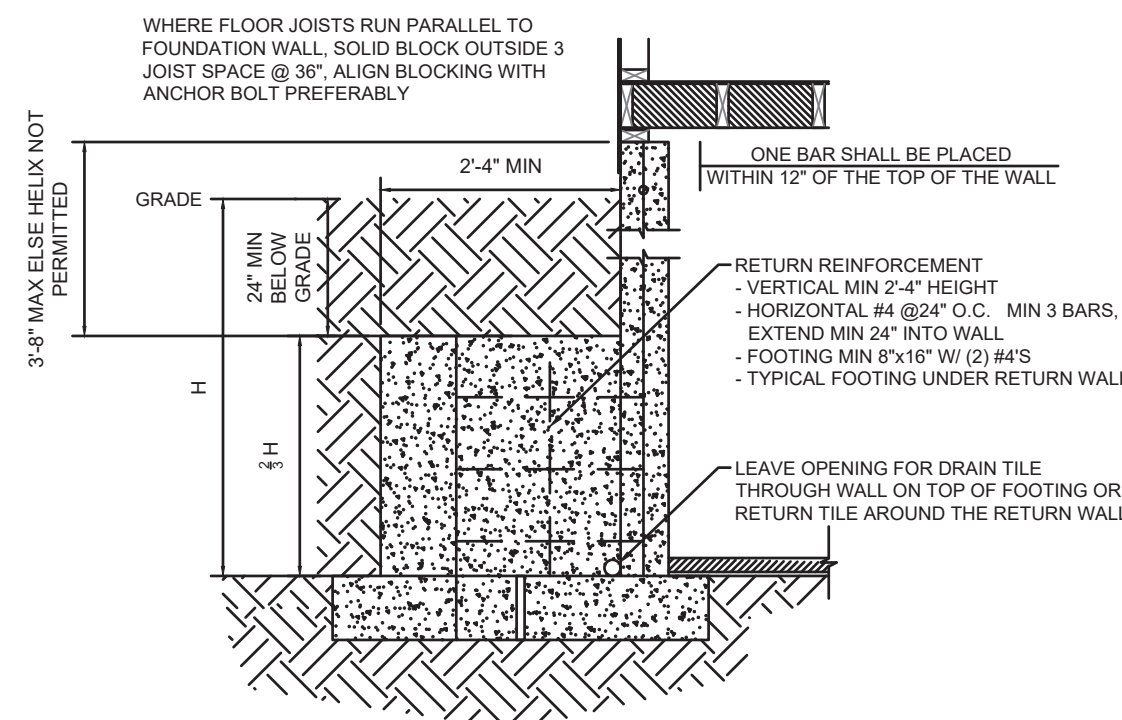 WHERE FLOOR JOISTS RUN PARALLEL TO
FOUNDATION WALL, SOLID BLOCK OUTSIDE 3
JOIST SPACE @ 36", ALIGN BLOCKING WITH
ANCHOR BOLT PREFERABLY
3'-8" MAX ELSE HELIX NOT
PERMITTED
GRADE
2'-4" MIN
ONE BAR SHALL BE PLACED
WITHIN 12" OF THE TOP OF THE WALL
24" MIN
BELOW
GRADE
H
2/3 H
RETURN REINFORCEMENT
- VERTICAL MIN 2'-4" HEIGHT
- HORIZONTAL #4 @24" O.C. MIN 3 BARS,
EXTEND MIN 24" INTO WALL
- FOOTING MIN 8"x16" W/ (2) #4'S
- TYPICAL FOOTING UNDER RETURN WALL
LEAVE OPENING FOR DRAIN TILE
THROUGH WALL ON TOP OF FOOTING OR
RETURN TILE AROUND THE RETURN WALL